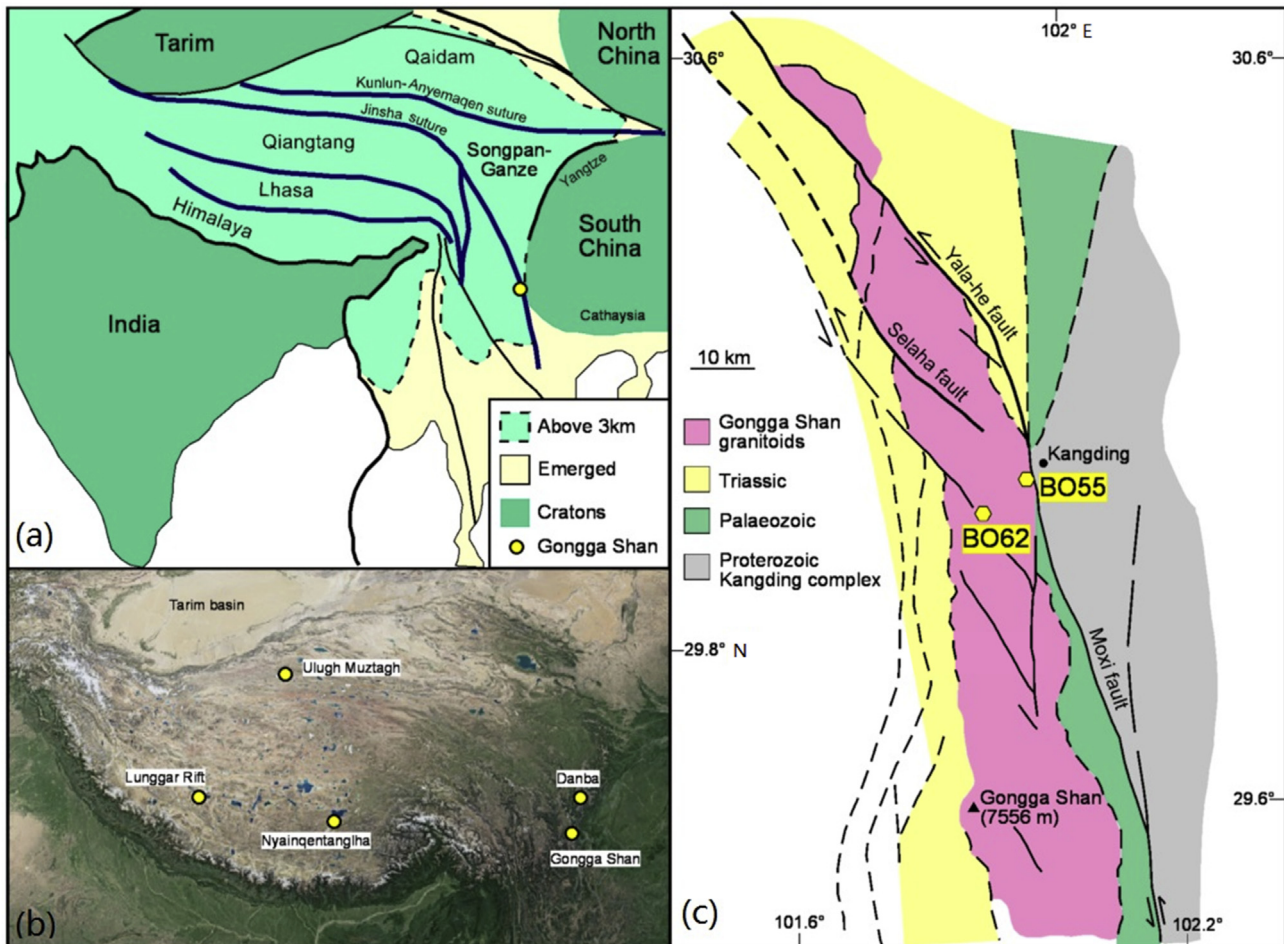 Tarim
North
China
Qaidam
Kunlun-Anyemaqen suture
Jinsha suture
Qiangtang
Songpan-
Ganze
Yangtze
Lhasa
Himalaya
South
China
India
Cathaysia
Above 3km
Emerged
Cratons
Gongga Shan
(a)
Tarim basin
Ulugh Muztagh
Lunggar Rift
Danba
Nyainqentanglha
Gongga Shan
(b)
102° E
30.6°
30.6°
Yala-he fault
Selaha fault
10 km
Gongga Shan
granitoids
Triassic
Palaeozoic
Proterozoic
Kangding complex
Kangding
BO55
BO62
29.8° N
Moxi fault
29.6°
Gongga Shan
(7556 m)
(c)
101.6°
102.2°